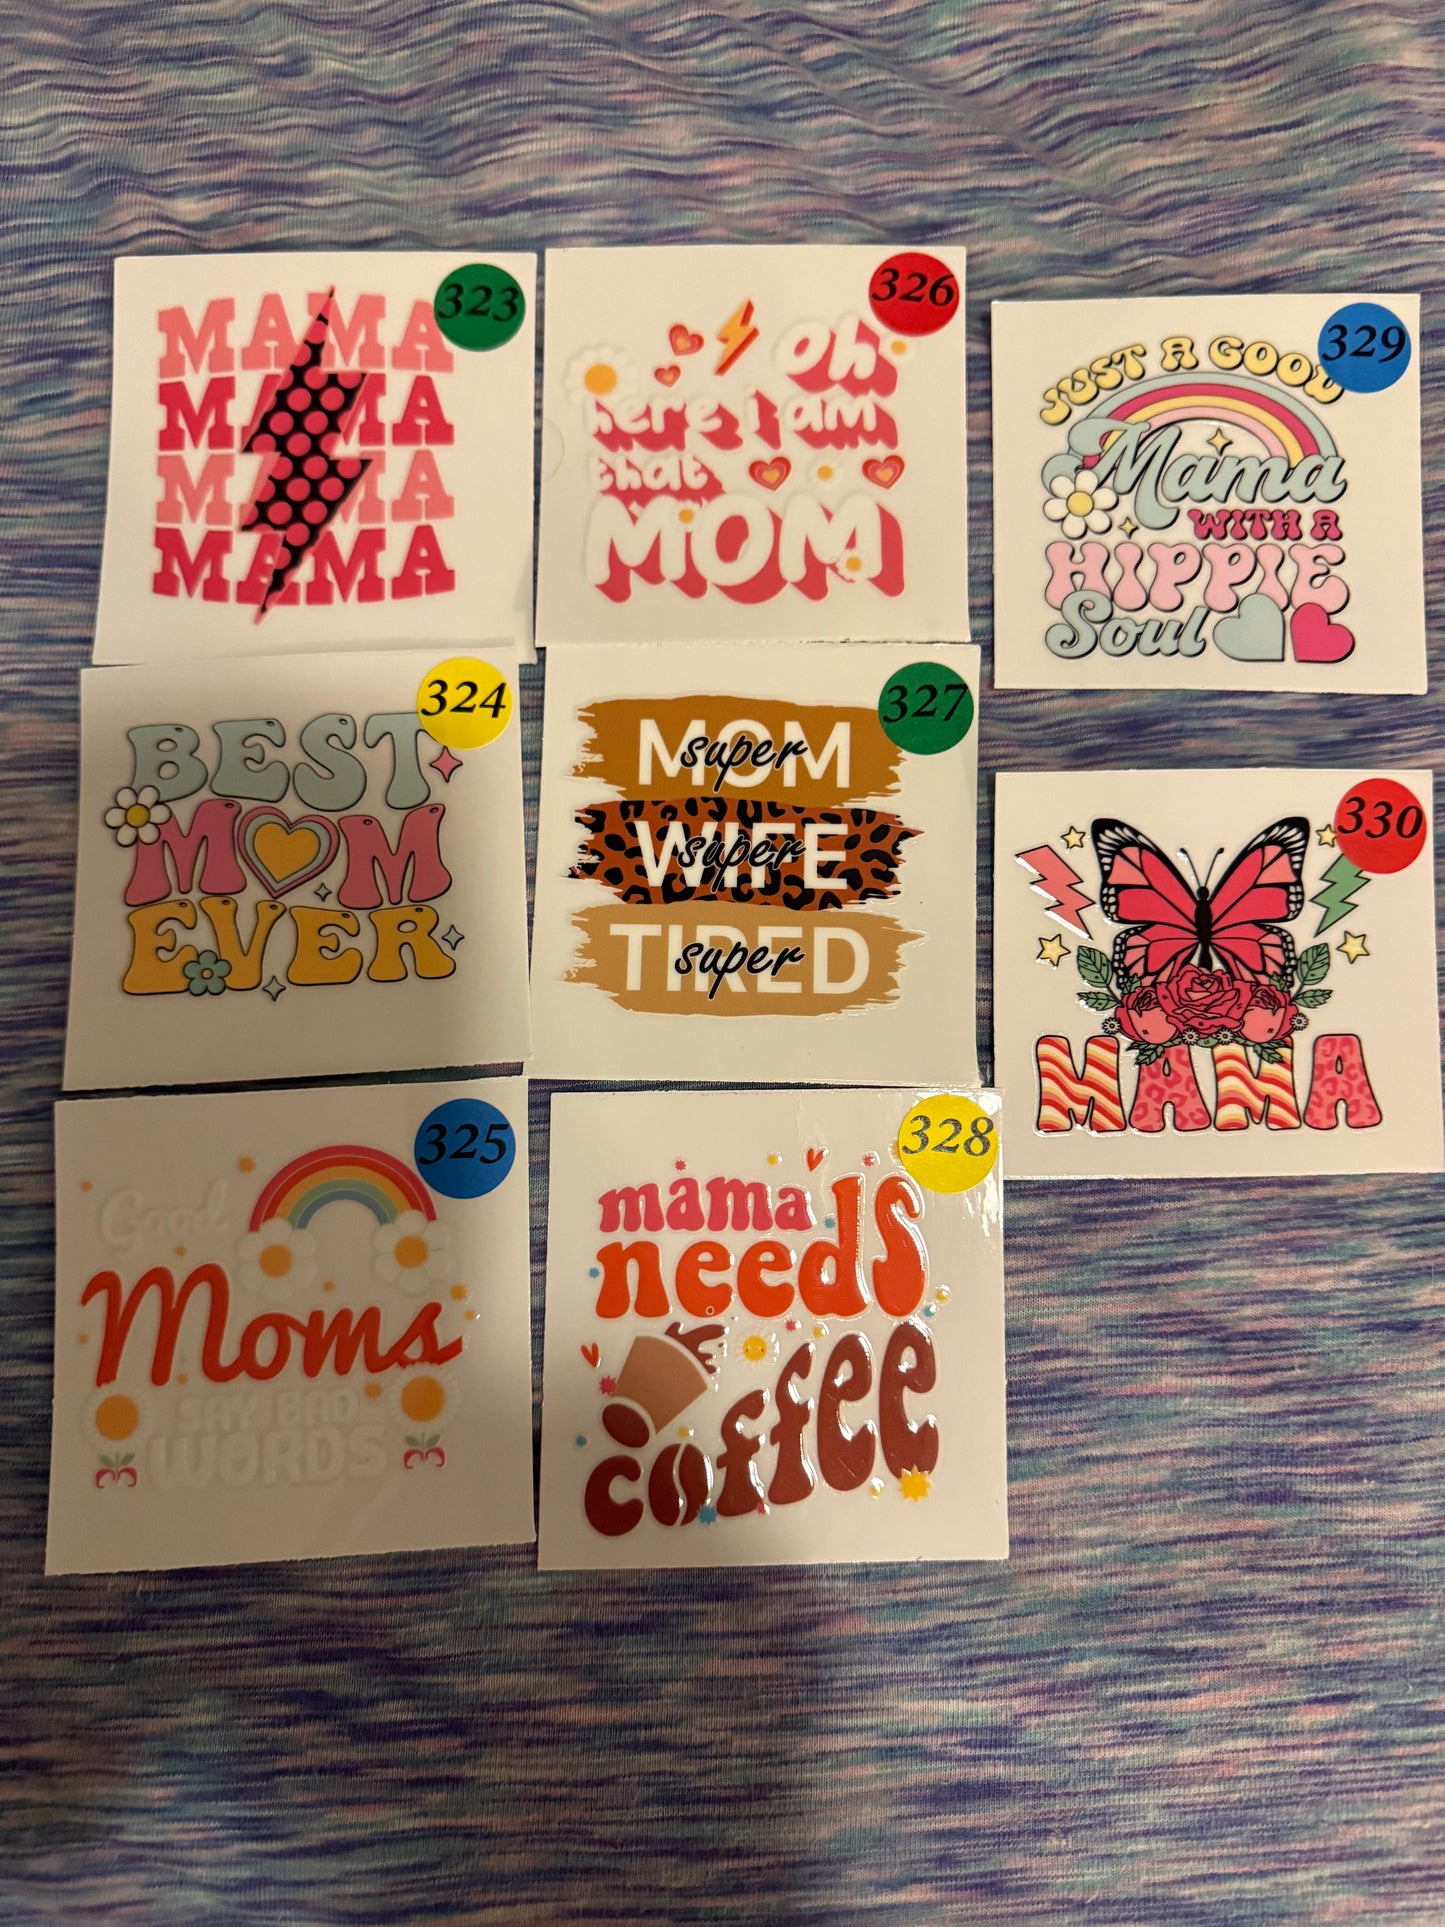 323
MAMA
MAMA
MAMA
MAMA
326
Oh
here i am
that
MOM
329
JUST A GOOD
Mama
WITH A
HIPPIE
Soul
324
BEST
MOM
EVER
327
MOM
super
WIFE
super
TIRED
super
330
MAMA
325
Good
Moms
SAY BAD
WORDS
328
mama
needs
coffee